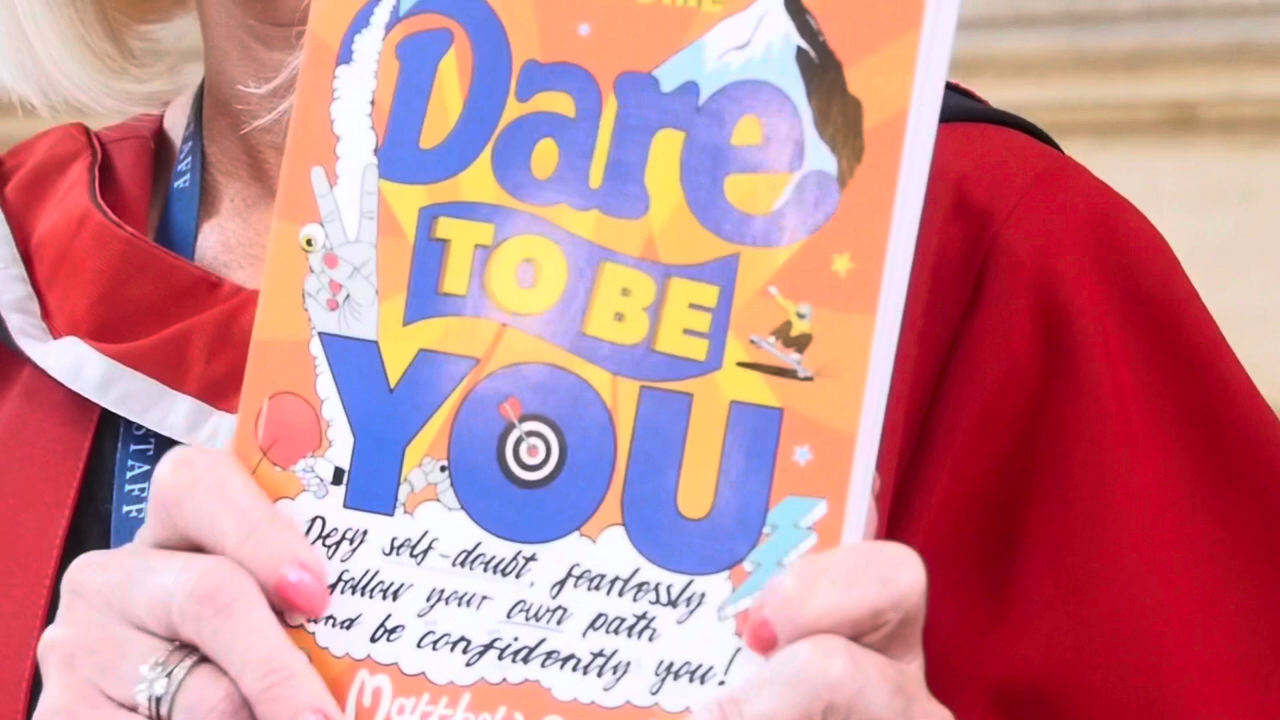 Dare
TO BE
YOU
Defy self-doubt, fearlessly
follow your own path
and be confidently you!
Matthew
STAFF